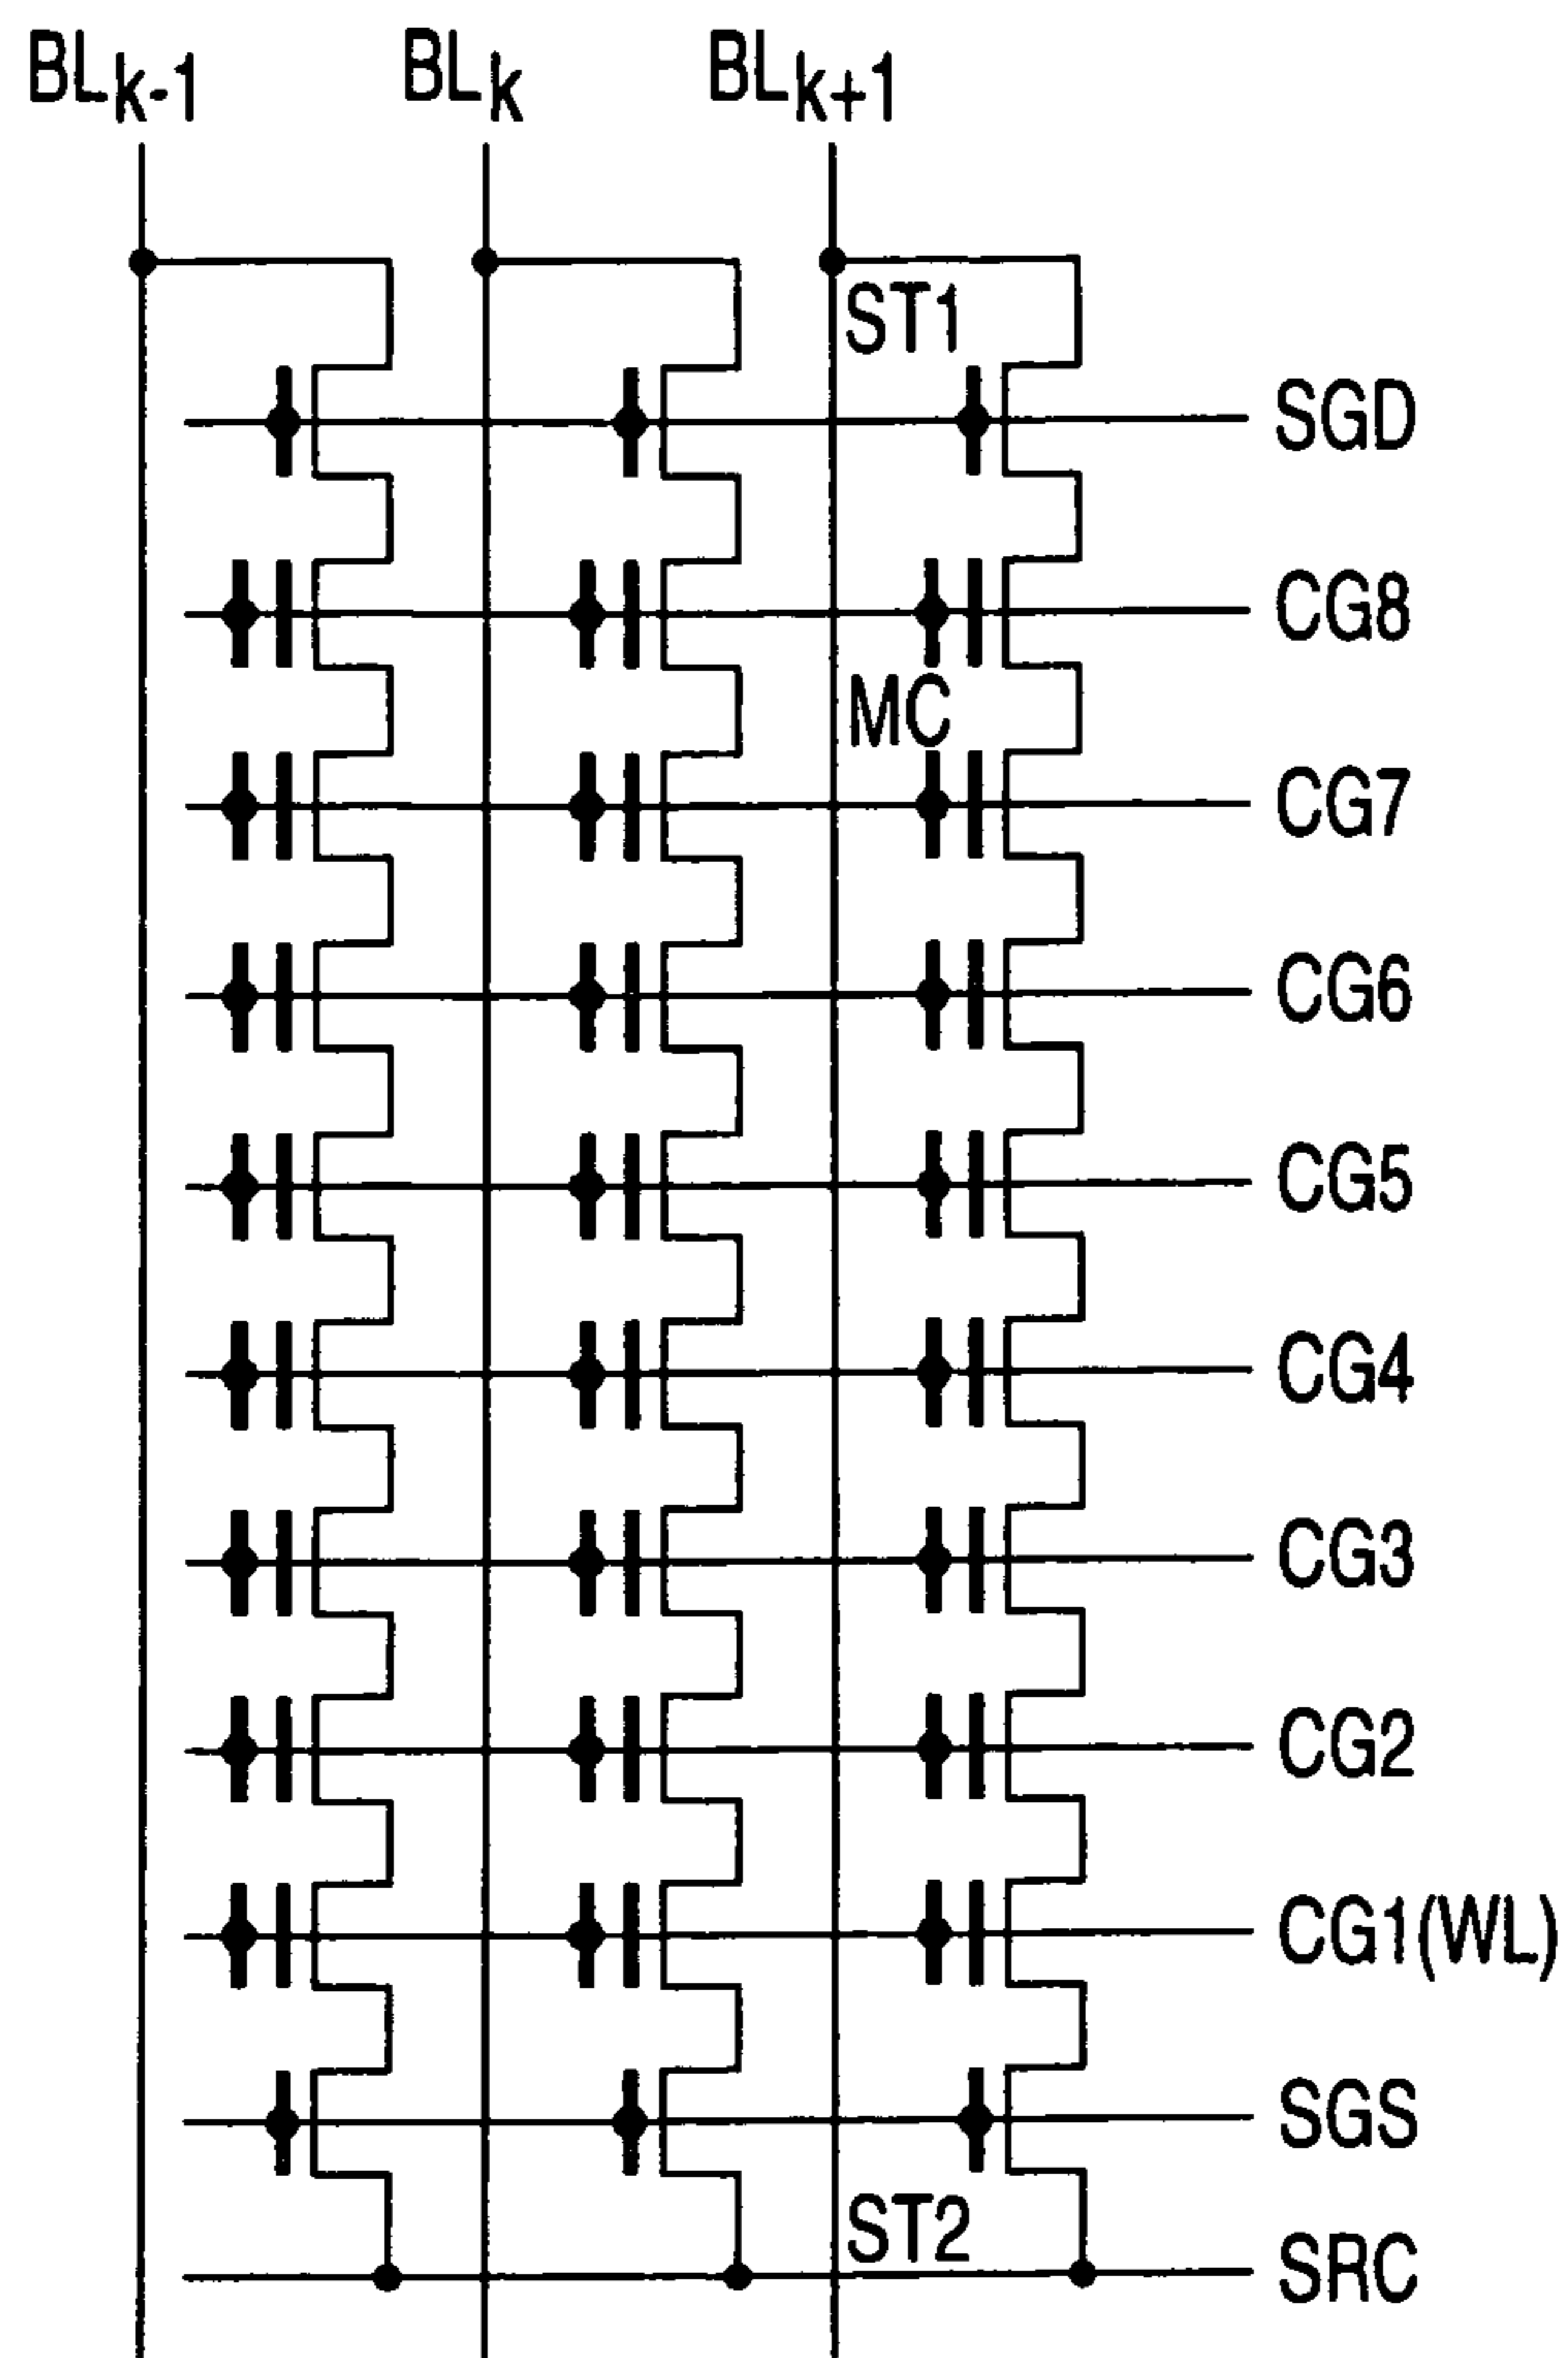 BLk-1 BLk BLk+1
ST1
SGD
CG8
MC
CG7
CG6
CG5
CG4
CG3
CG2
CG1(WL)
SGS
ST2
SRC